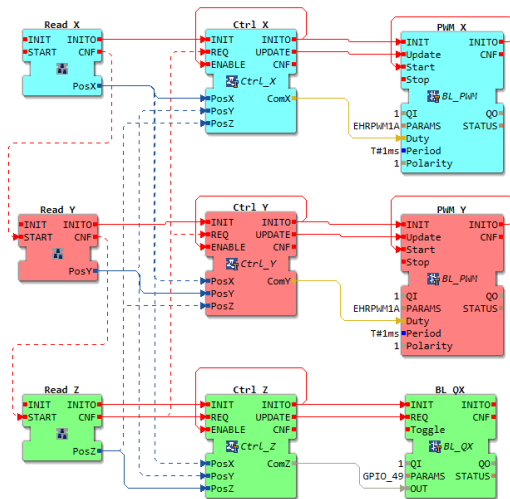 Read X
INIT INITO
START CNF
PosX
Ctrl X
INIT INITO
REQ UPDATE
ENABLE CNF
Ctrl_X
PosX ComX
PosY
PosZ
PWM X
INIT INITO
Update CNF
Start
Stop
BL_PWM
1 QI QO
EHRPWM1A PARAMS STATUS
Duty
T#1ms Period
1 Polarity
Read Y
INIT INITO
START CNF
PosY
Ctrl Y
INIT INITO
REQ UPDATE
ENABLE CNF
Ctrl_Y
PosX ComY
PosY
PosZ
PWM Y
INIT INITO
Update CNF
Start
Stop
BL_PWM
1 QI QO
EHRPWM1A PARAMS STATUS
Duty
T#1ms Period
1 Polarity
Read Z
INIT INITO
START CNF
PosZ
Ctrl Z
INIT INITO
REQ UPDATE
ENABLE CNF
Ctrl_Z
PosX ComZ
PosY
PosZ
BL QX
INIT INITO
REQ CNF
Toggle
BL_QX
1 QI QO
GPIO_49 PARAMS STATUS
OUT